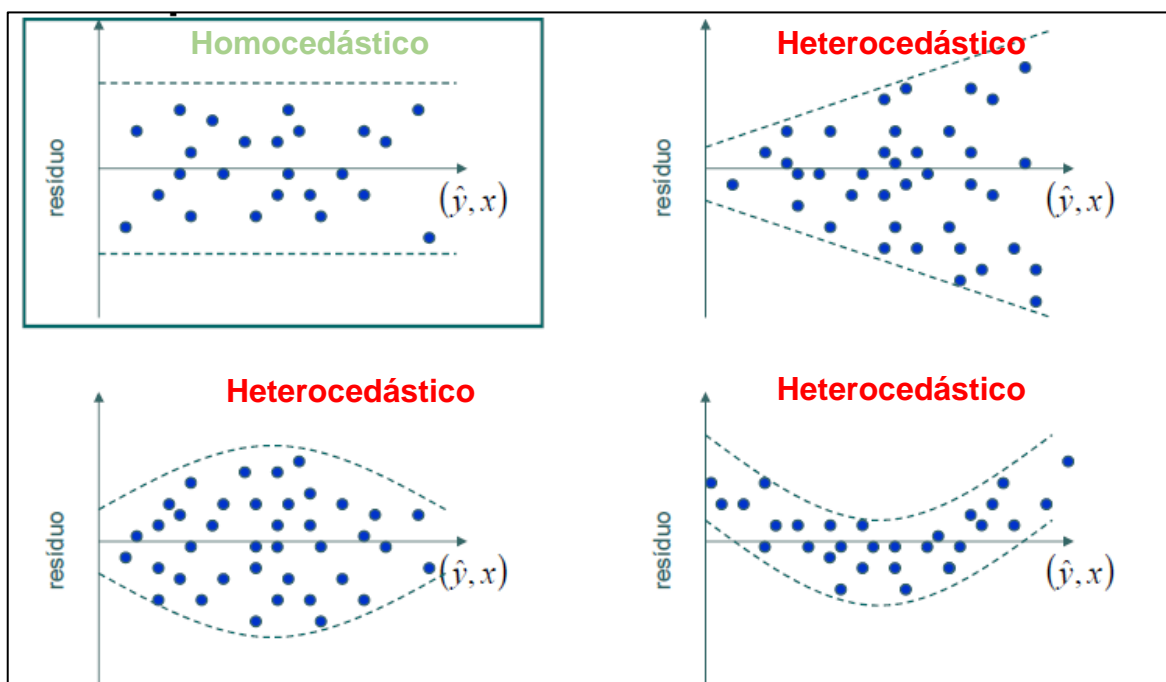 Homocedástico
resíduo
(ŷ, x)
Heterocedástico
resíduo
(ŷ, x)
Heterocedástico
resíduo
(ŷ, x)
Heterocedástico
resíduo
(ŷ, x)